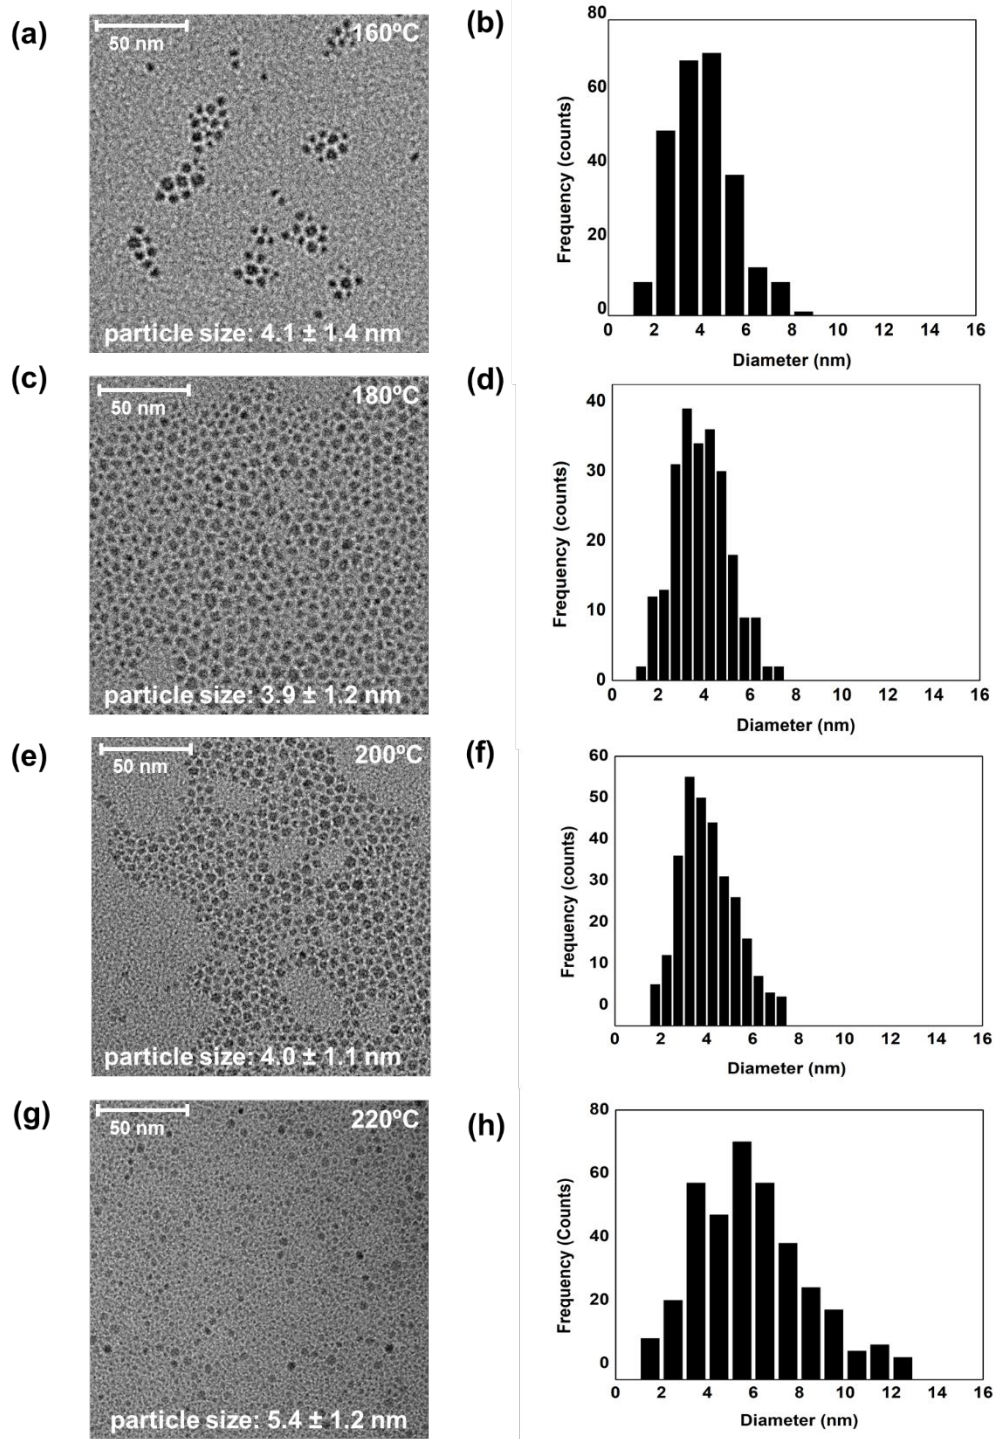 (a)
50 nm
160ºC
particle size: 4.1 ± 1.4 nm
(b)
80
60
40
20
0
Frequency (counts)
2 4 6 8 10 12 14 16
Diameter (nm)
(c)
50 nm
180ºC
particle size: 3.9 ± 1.2 nm
(d)
40
30
20
10
0
Frequency (counts)
0 2 4 6 8 10 12 14 16
Diameter (nm)
(e)
50 nm
200ºC
particle size: 4.0 ± 1.1 nm
(f)
60
50
40
30
20
10
0
Frequency (counts)
0 2 4 6 8 10 12 14 16
Diameter (nm)
(g)
50 nm
220ºC
particle size: 5.4 ± 1.2 nm
(h)
80
60
40
20
0
Frequency (Counts)
0 2 4 6 8 10 12 14 16
Diameter (nm)